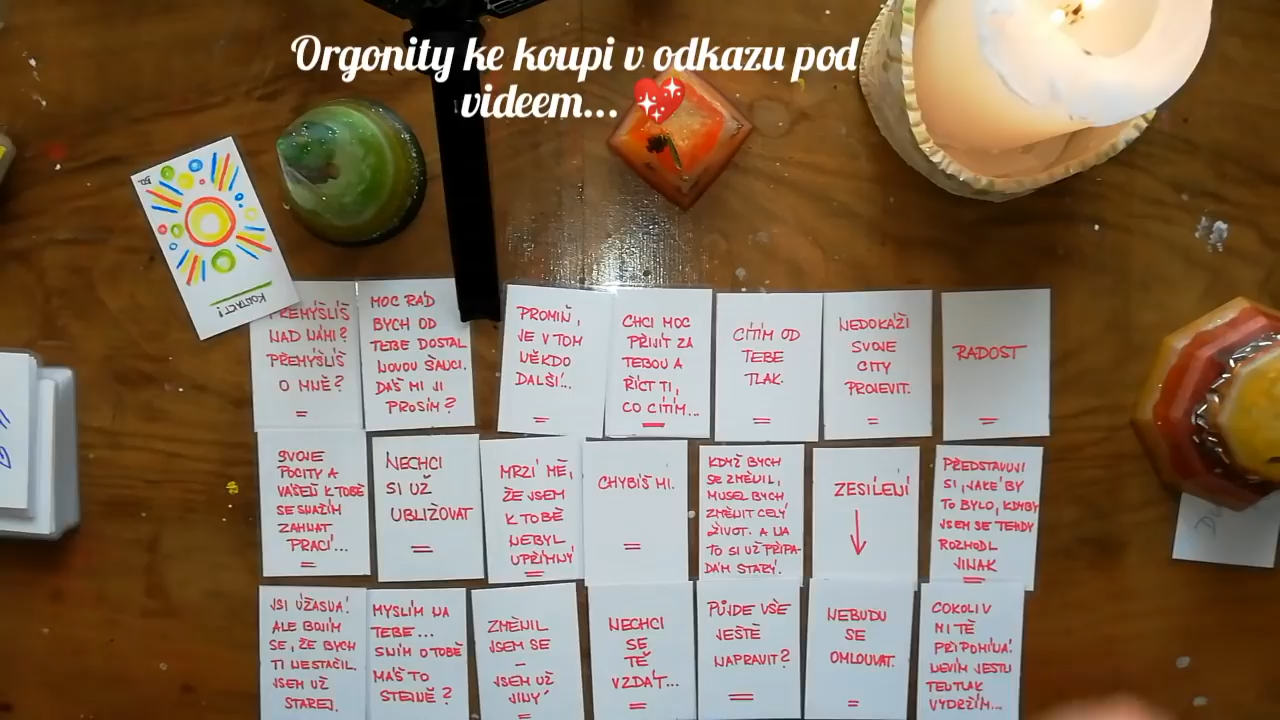 Orgonity ke koupi v odkazu pod
videem...
50.
KONTAKT!
PŘEMÝŠLÍŠ
NAD NÁMI?
PŘEMÝŠLÍŠ
O MNĚ?
MOC RÁD
BYCH OD
TEBE DOSTAL
NOVOU ŠANCI.
DÁŠ MI JI
PROSÍM?
PROMIŇ,
JE V TOM
NĚKDO
DALŠÍ...
CHCI MOC
PŘIJÍT ZA
TEBOU A
ŘÍCT TI,
CO CÍTÍM...
CÍTÍM OD
TEBE
TLAK.
NEDOKÁŽI
SVOJE
CITY
PROJEVIT.
RADOST
SVOJE
POCITY A
VÁŠEŇ K TOBĚ
SE SNAŽÍM
ZAHNAT
PRACÍ...
NECHCI
SI UŽ
UBLIŽOVAT
MRZÍ MĚ,
ŽE JSEM
K TOBĚ
NEBYL
UPŘÍMNÝ
CHYBÍŠ MI.
KDYŽ BYCH
SE ZMĚNIL,
MUSEL BYCH
ZMĚNIT CELÝ
ŽIVOT. A NA
TO SI UŽ PŘIPA-
DÁM STARÝ.
ZESÍLENÍ
PŘEDSTAVUJI
SI, JAKÉ BY
TO BYLO, KDYBY
JSEM SE TEHDY
ROZHODL
JINAK
JSI ÚŽASNÁ!
ALE BOJÍM
SE, ŽE BYCH
TI NESTAČIL.
JSEM UŽ
STAREJ.
MYSLÍM NA
TEBE...
SNÍM O TOBĚ
MÁŠ TO
STEJNĚ?
ZMĚNIL
JSEM SE
–
JSEM UŽ
JINÝ
NECHCI
SE
TĚ
VZDÁT...
PŮJDE VŠE
JEŠTĚ
NAPRAVIT?
NEBUDU
SE
OMLOUVAT.
COKOLIV
MI TĚ
PŘIPOMÍNÁ!
NEVÍM JESTLI
TENTLAK
VYDRŽÍM...